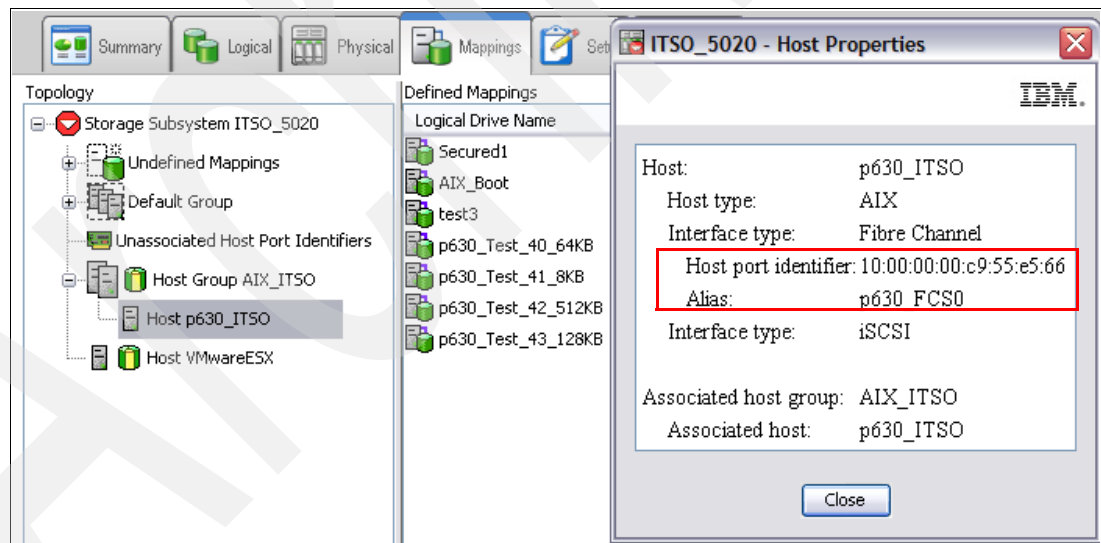 Summary
Logical
Physical
Mappings
Set
Topology
Storage Subsystem ITSO_5020
Undefined Mappings
Default Group
Unassociated Host Port Identifiers
Host Group AIX_ITSO
Host p630_ITSO
Host VMwareESX
Defined Mappings
Logical Drive Name
Secured1
AIX_Boot
test3
p630_Test_40_64KB
p630_Test_41_8KB
p630_Test_42_512KB
p630_Test_43_128KB
ITSO_5020 - Host Properties
IBM.
Host: p630_ITSO
Host type: AIX
Interface type: Fibre Channel
Host port identifier: 10:00:00:00:c9:55:e5:66
Alias: p630_FCS0
Interface type: iSCSI
Associated host group: AIX_ITSO
Associated host: p630_ITSO
Close